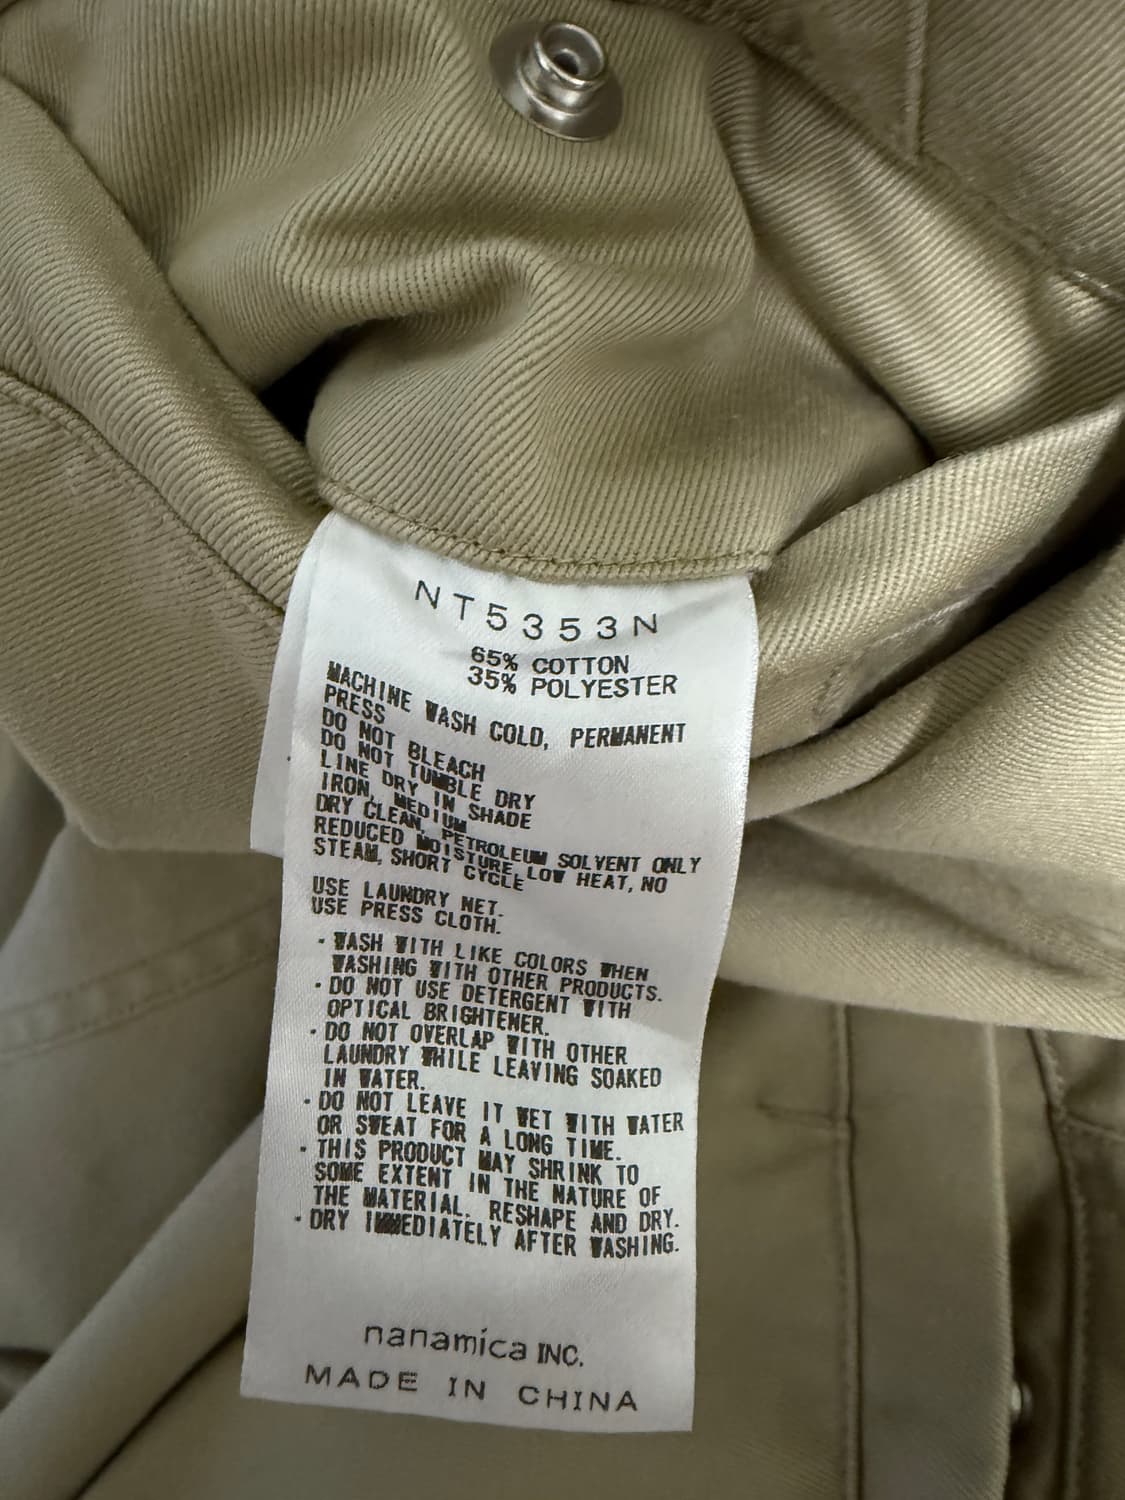 NT5353N
65% COTTON
35% POLYESTER
MACHINE WASH COLD, PERMANENT
PRESS
DO NOT BLEACH
DO NOT TUMBLE DRY
LINE DRY IN SHADE
IRON, MEDIUM
DRY CLEAN, PETROLEUM SOLVENT ONLY
REDUCED MOISTURE, LOW HEAT, NO
STEAM, SHORT CYCLE
USE LAUNDRY NET.
USE PRESS CLOTH.
・WASH WITH LIKE COLORS WHEN
WASHING WITH OTHER PRODUCTS.
・DO NOT USE DETERGENT WITH
OPTICAL BRIGHTENER.
・DO NOT OVERLAP WITH OTHER
LAUNDRY WHILE LEAVING SOAKED
IN WATER.
・DO NOT LEAVE IT WET WITH WATER
OR SWEAT FOR A LONG TIME.
・THIS PRODUCT MAY SHRINK TO
SOME EXTENT IN THE NATURE OF
THE MATERIAL. RESHAPE AND DRY.
・DRY IMMEDIATELY AFTER WASHING.
nanamica INC.
MADE IN CHINA